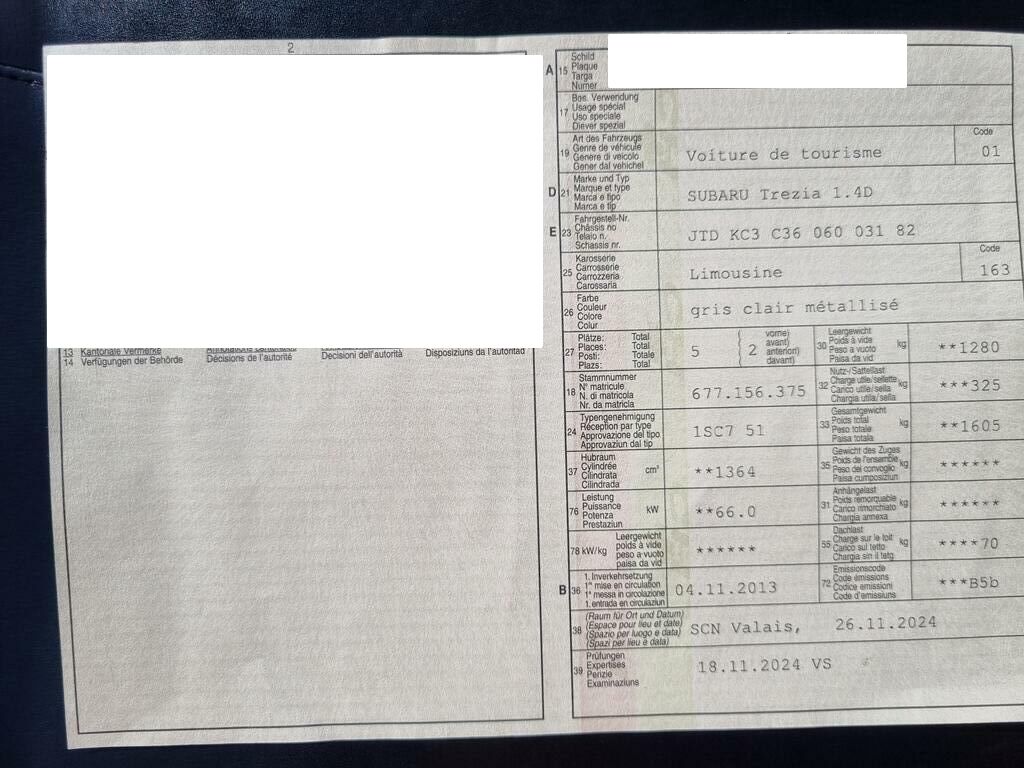 2
13 Kantonale Vermerke
14 Verfügungen der Behörde Décisions de l'autorité Decisioni dell'autorità Disposiziuns da l'autoritad
A 15 Schild
Plaque
Targa
Numer
17 Bes. Verwendung
Usage spécial
Uso speciale
Diever spezial
19 Art des Fahrzeugs
Genre de véhicule
Genere di veicolo
Gener dal vehichel
Voiture de tourisme
Code
01
D 21 Marke und Typ
Marque et type
Marca e tipo
Marca e tip
SUBARU Trezia 1.4D
E 23 Fahrgestell-Nr.
Châssis no
Telaio n.
Schassis nr.
JTD KC3 C36 060 031 82
25 Karosserie
Carrosserie
Carrozzeria
Carossaria
Limousine
Code
163
26 Farbe
Couleur
Colore
Colur
gris clair métallisé
27 Plätze: Total
Places: Total
Posti: Totale
Plazs: Total
5
( 2 vorne)
avant)
anteriori)
davant)
30 Leergewicht
Poids à vide
Peso a vuoto
Paisa da vid
kg
**1280
18 Stammnummer
N° matricule
N. di matricola
Nr. da matricla
677.156.375
32 Nutz-/Sattellast
Charge utile/sellette
Carico utile/sella
Chargia utila/sella
kg
***325
24 Typengenehmigung
Réception par type
Approvazione del tipo
Approvaziun dal tip
1SC7 51
33 Gesamtgewicht
Poids total
Peso totale
Paisa totala
kg
**1605
37 Hubraum
Cylindrée
Cilindrata
Cilindrada
cm³
**1364
35 Gewicht des Zuges
Poids de l'ensemble
Peso del convoglio
Paisa cumposiziun
kg
******
76 Leistung
Puissance
Potenza
Prestaziun
kW
**66.0
31 Anhängelast
Poids remorquable
Carico rimorchiato
Chargia annexa
kg
******
78 kW/kg Leergewicht
poids à vide
peso a vuoto
paisa da vid
******
55 Dachlast
Charge sur le toit
Carico sul tetto
Chargia sin il tetg
kg
****70
B 36 1. Inverkehrsetzung
1re mise en circulation
1a messa in circolazione
1. entrada en circulaziun
04.11.2013
72 Emissionscode
Code émissions
Codice emissioni
Code d'emissiuns
***B5b
38 (Raum für Ort und Datum)
(Espace pour lieu et date)
(Spazio per luogo e data)
(Spazi per lieu e data)
SCN Valais, 26.11.2024
39 Prüfungen
Expertises
Perizie
Examinaziuns
18.11.2024 VS